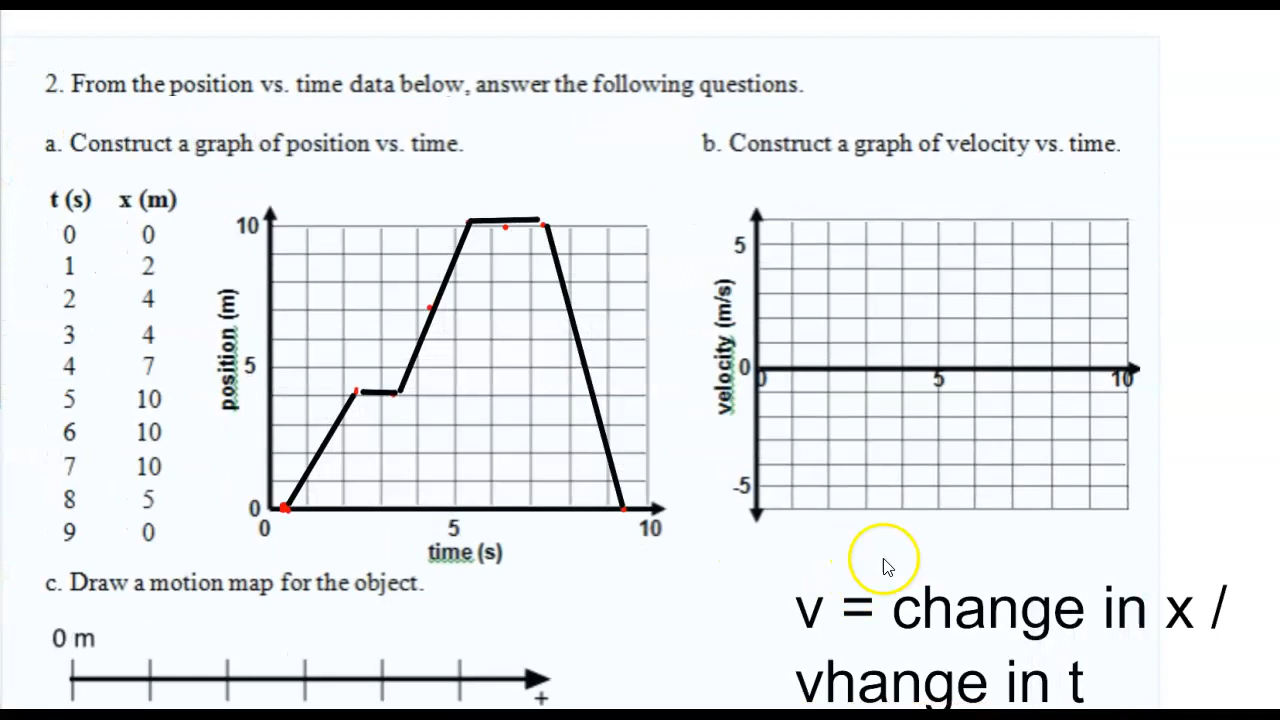 2. From the position vs. time data below, answer the following questions.
a. Construct a graph of position vs. time.
b. Construct a graph of velocity vs. time.
t (s) x (m)
0 0
1 2
2 4
3 4
4 7
5 10
6 10
7 10
8 5
9 0
10
5
0
position (m)
0 5 10
time (s)
5
0
-5
velocity (m/s)
0 5 10
c. Draw a motion map for the object.
0 m
+
v = change in x /
vhange in t